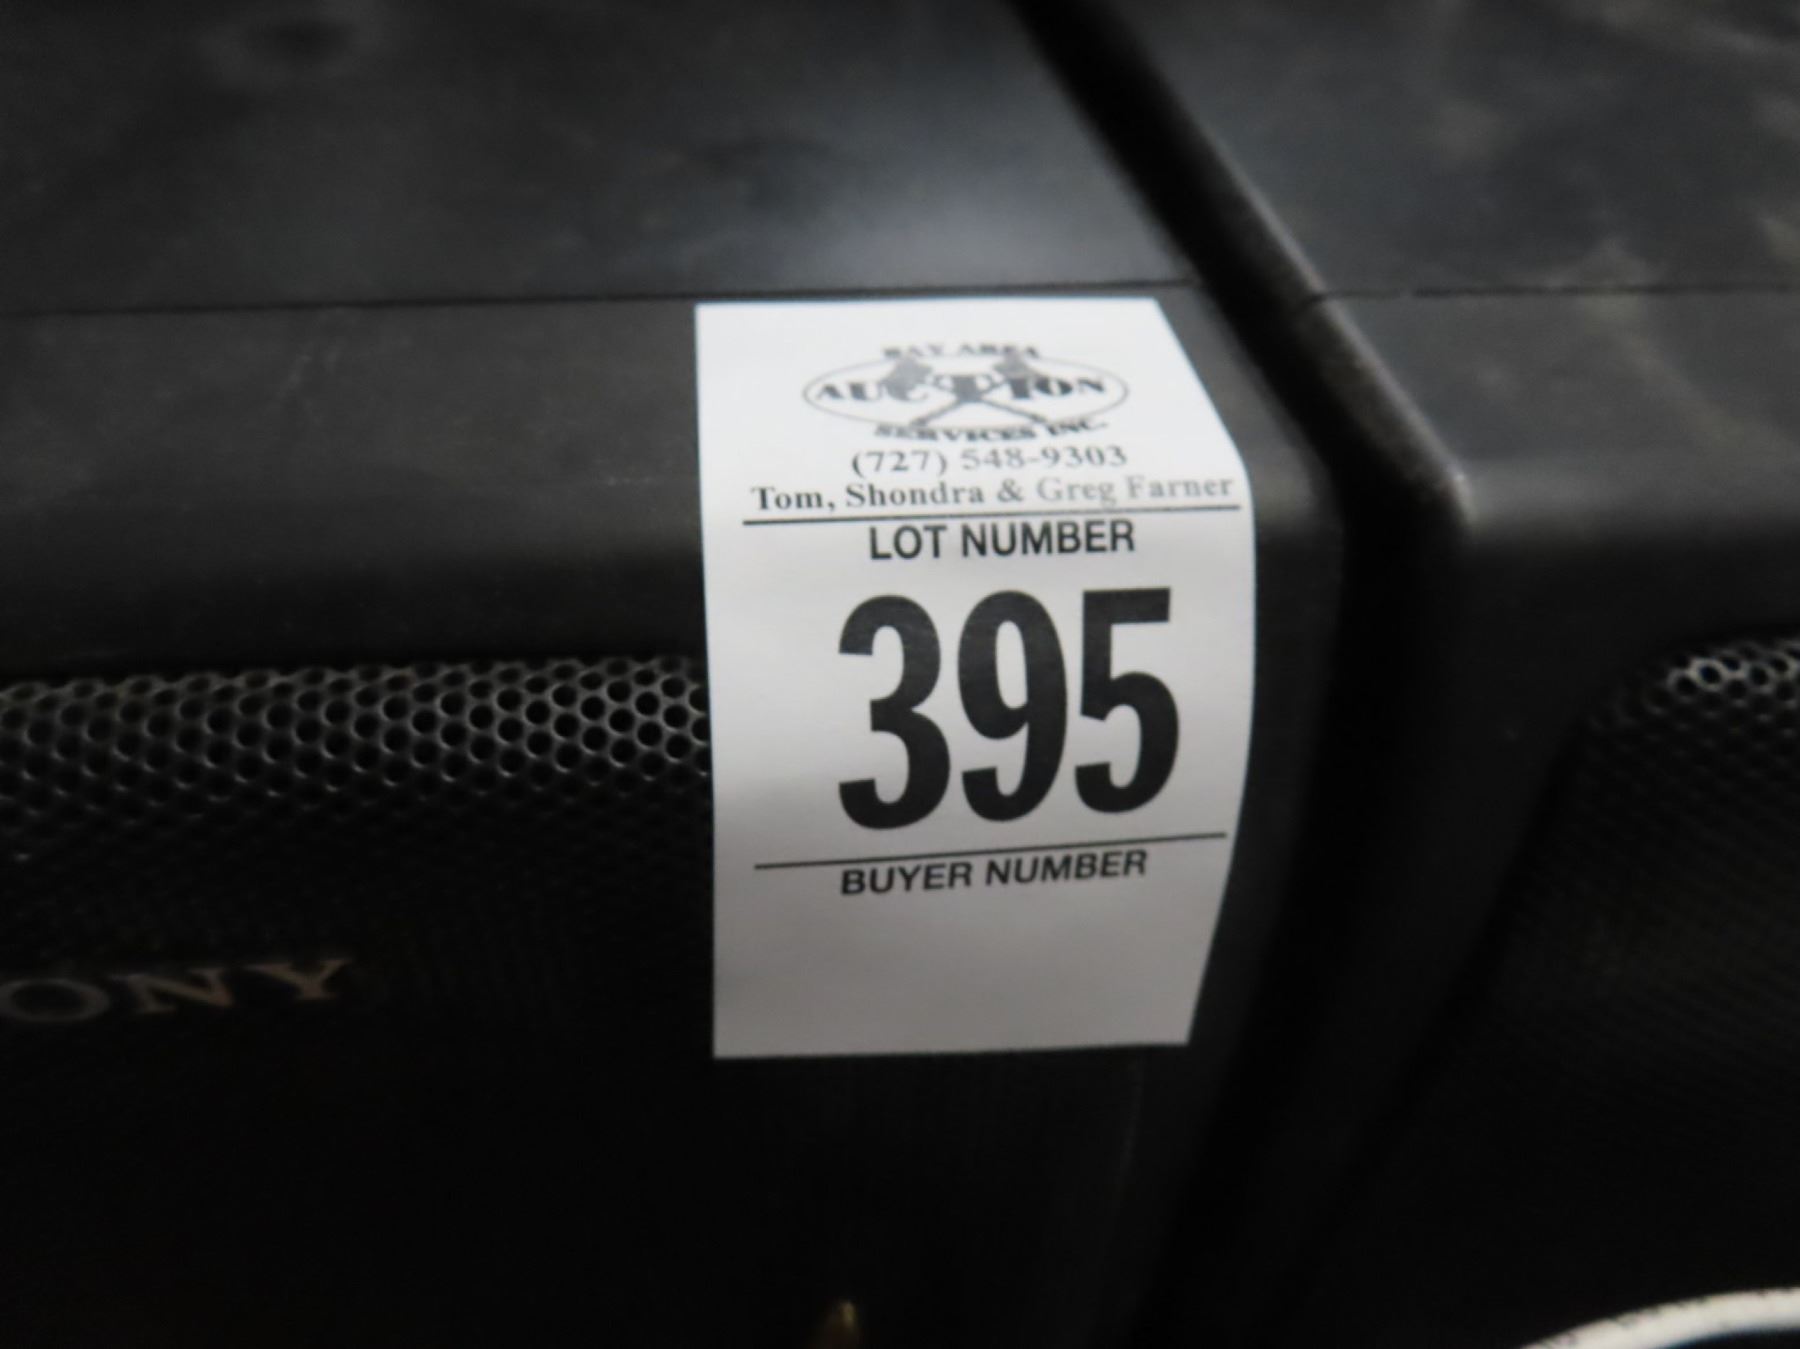 BAY AREA
AUCTION
SERVICES INC.
(727) 548-9303
Tom, Shondra & Greg Farner
LOT NUMBER
395
BUYER NUMBER
ONY